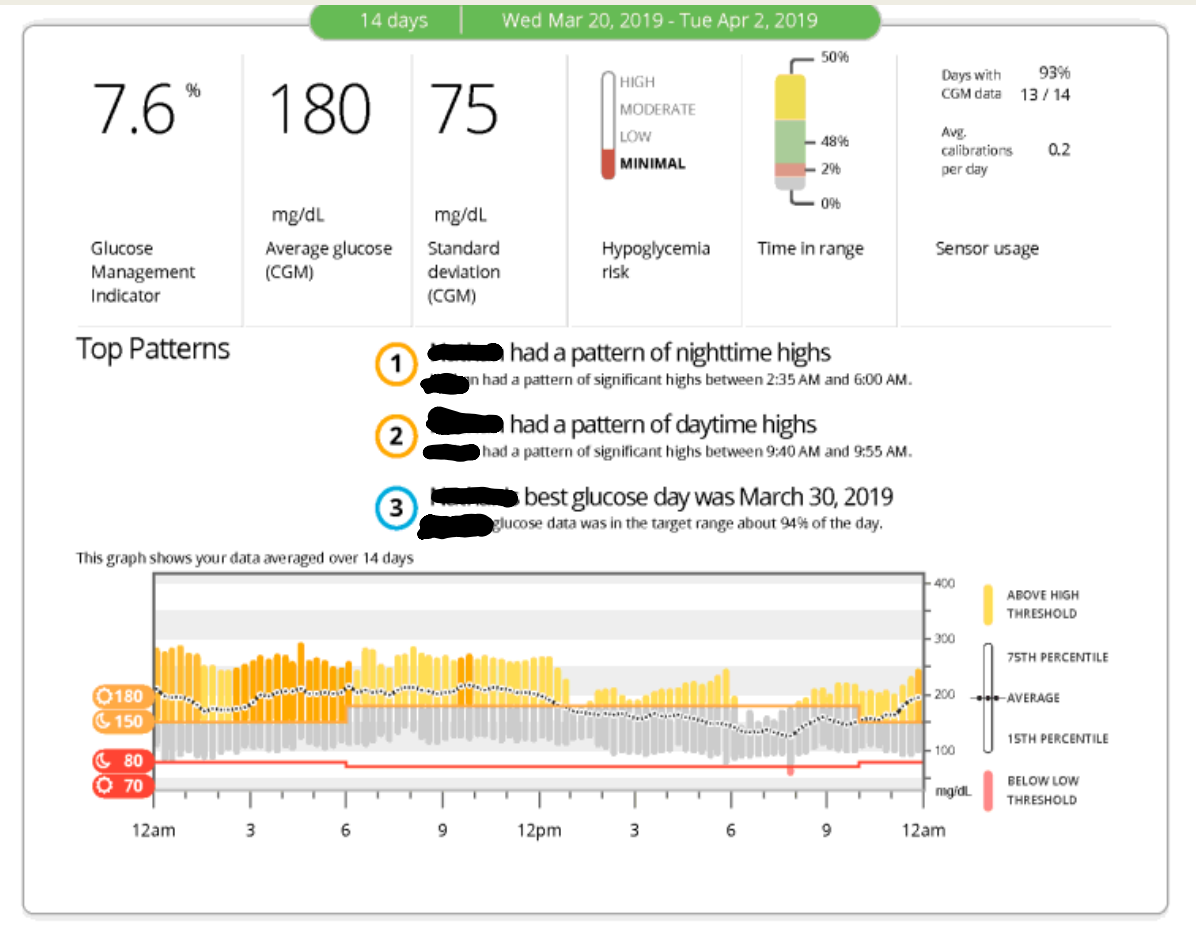 14 days | Wed Mar 20, 2019 - Tue Apr 2, 2019
7.6 %
Glucose
Management
Indicator
180
mg/dL
Average glucose
(CGM)
75
mg/dL
Standard
deviation
(CGM)
HIGH
MODERATE
LOW
MINIMAL
Hypoglycemia
risk
50%
48%
2%
0%
Time in range
Days with 93%
CGM data 13 / 14
Avg.
calibrations 0.2
per day
Sensor usage
Top Patterns
1 had a pattern of nighttime highs
had a pattern of significant highs between 2:35 AM and 6:00 AM.
2 had a pattern of daytime highs
had a pattern of significant highs between 9:40 AM and 9:55 AM.
3 best glucose day was March 30, 2019
glucose data was in the target range about 94% of the day.
This graph shows your data averaged over 14 days
400
300
200
100
mg/dL
180
150
80
70
12am 3 6 9 12pm 3 6 9 12am
ABOVE HIGH
THRESHOLD
75TH PERCENTILE
AVERAGE
15TH PERCENTILE
BELOW LOW
THRESHOLD